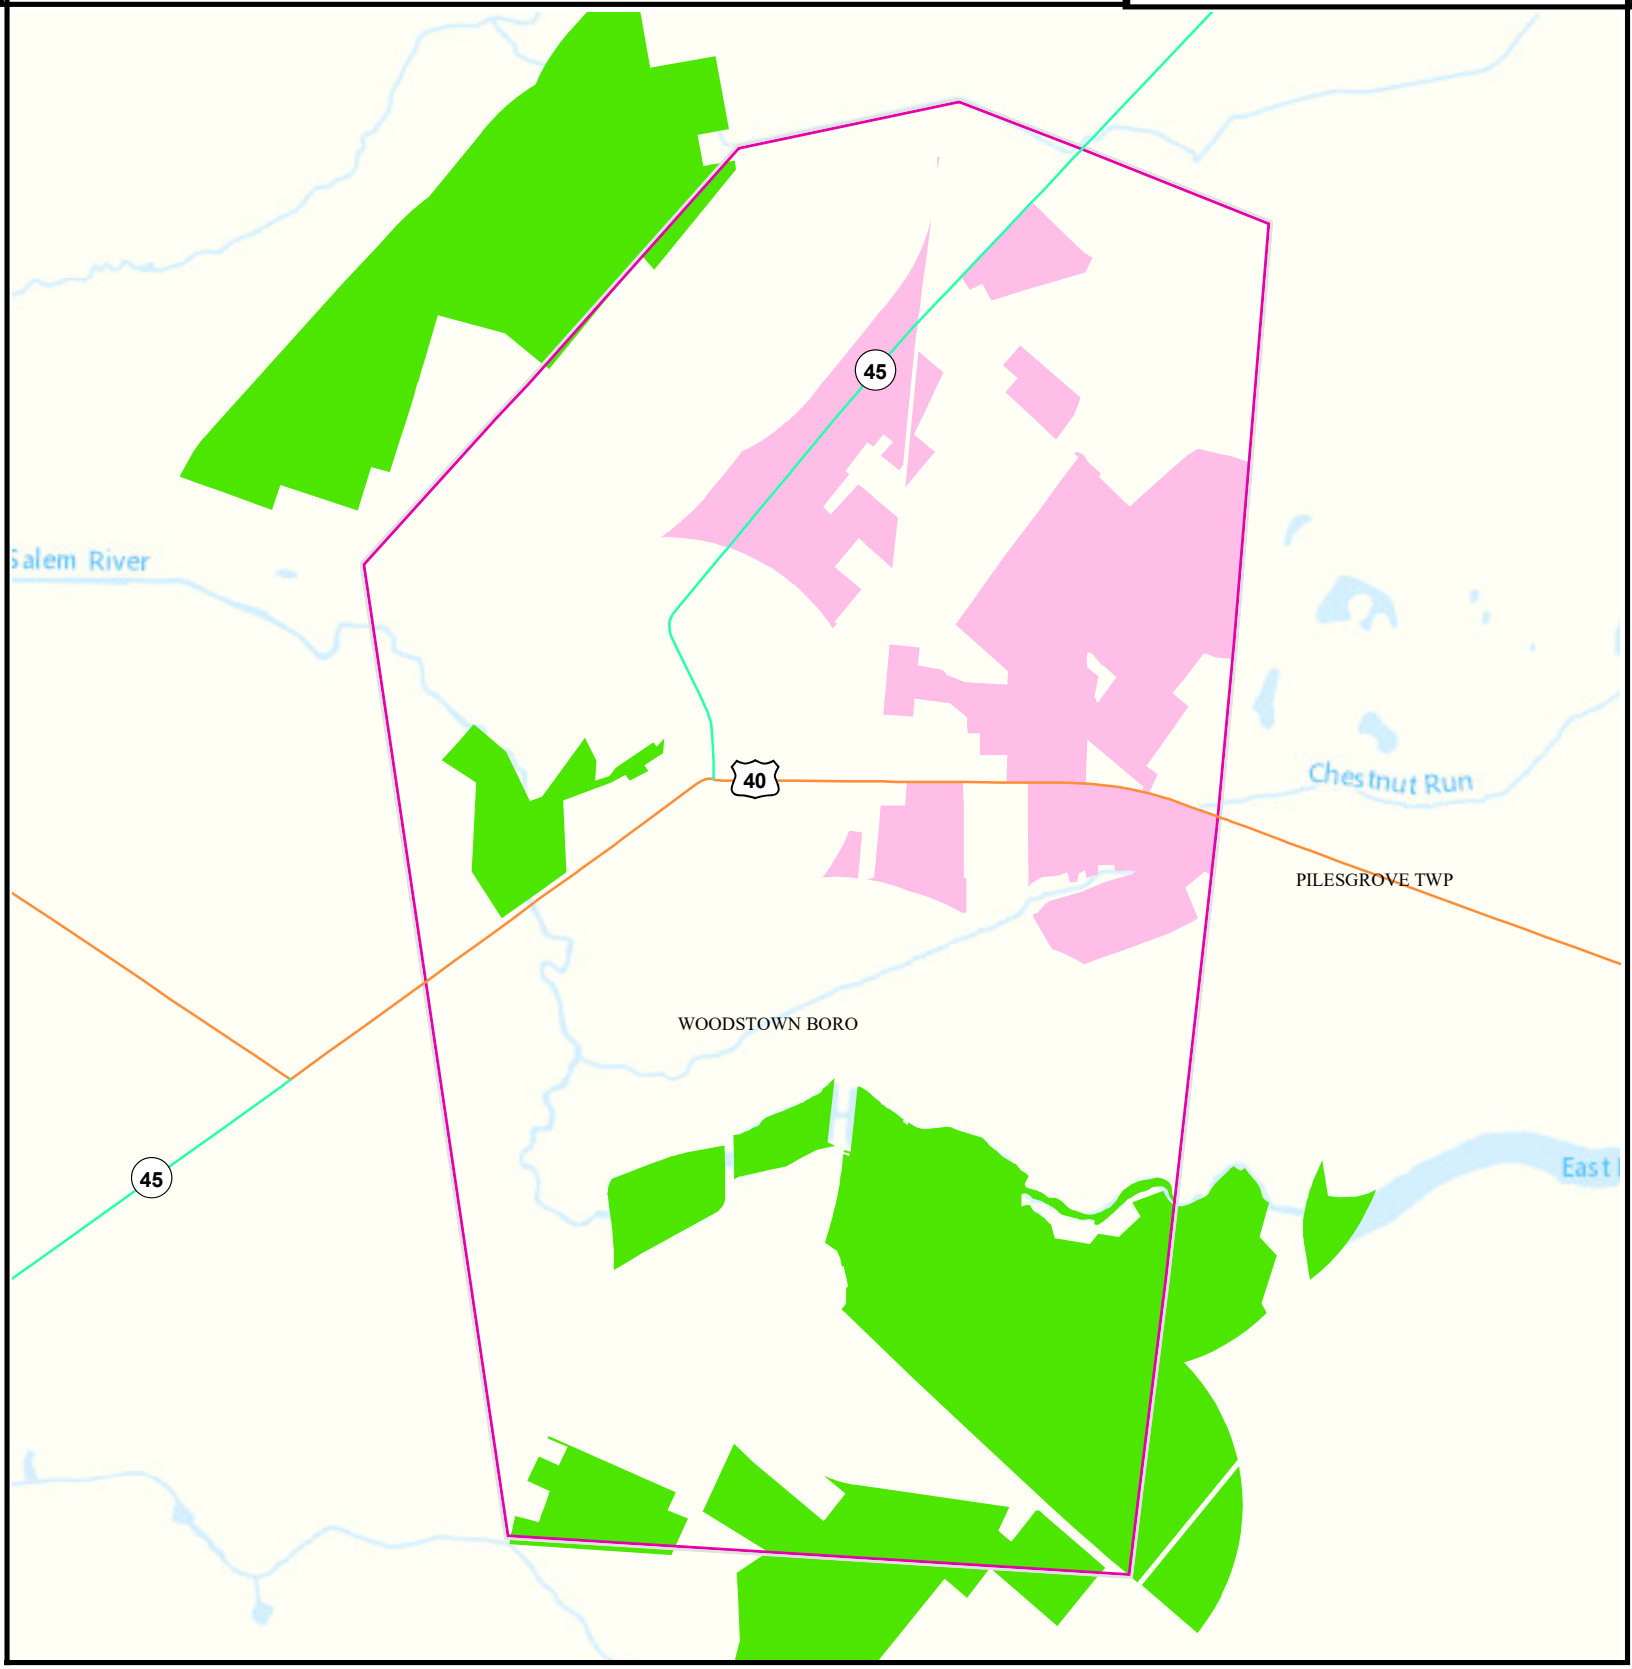 45
Salem River
40
Chestnut Run
PILESGROVE TWP
WOODSTOWN BORO
East
45